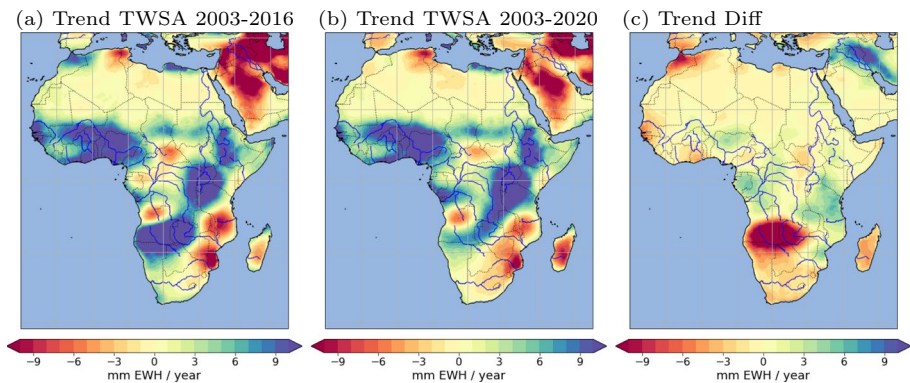 (a) Trend TWSA 2003-2016
(b) Trend TWSA 2003-2020
(c) Trend Diff
−9 −6 −3 0 3 6 9
mm EWH / year
−9 −6 −3 0 3 6 9
mm EWH / year
−9 −6 −3 0 3 6 9
mm EWH / year